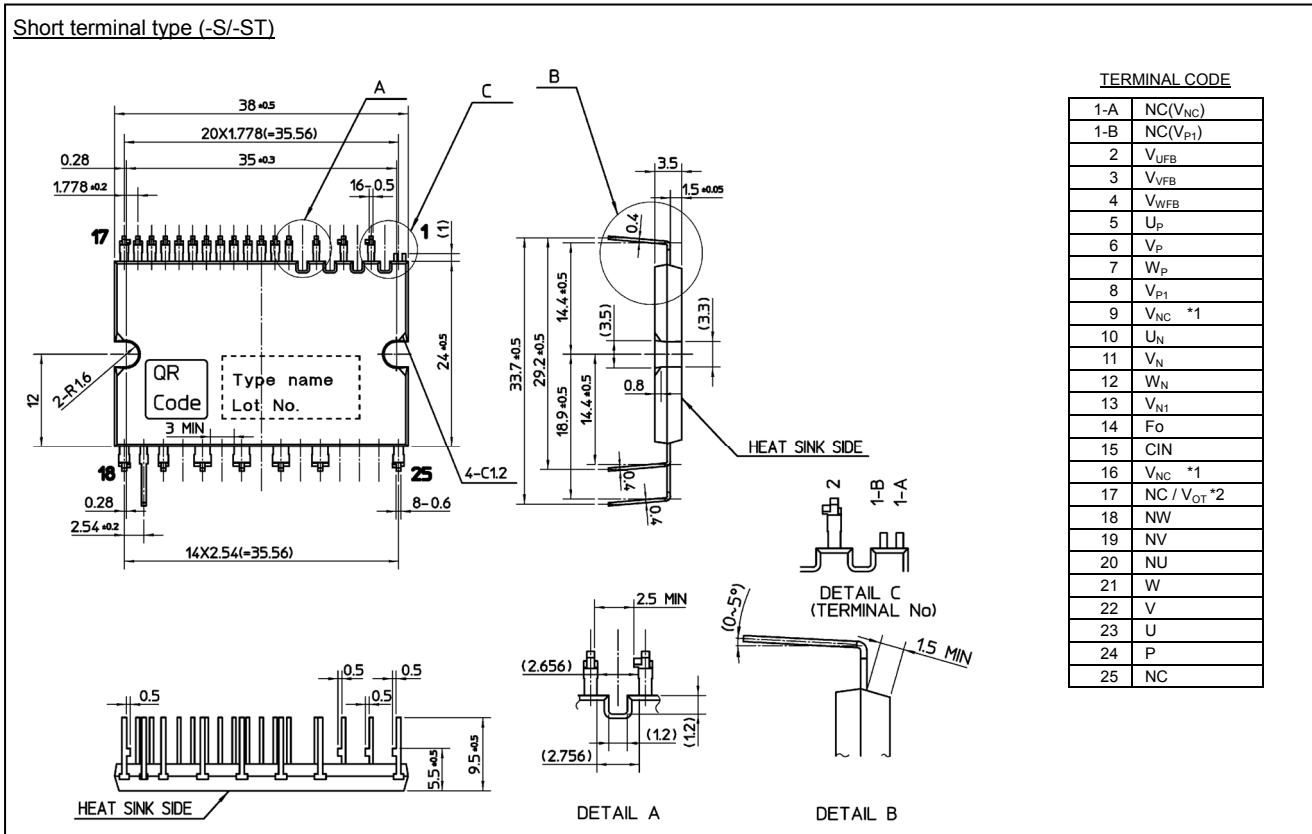 Short terminal type (-S/-ST)
A
C
B
38 ±0.5
20X1.778(=35.56)
35 ±0.3
0.28
1.778 ±0.2
16-0.5
(1)
17
1
2-R1.6
12
24 ±0.5
QR
Code
Type name
Lot No.
3 MIN
18
25
4-C1.2
0.28
8-0.6
2.54 ±0.2
14X2.54(=35.56)
3.5
1.5 ±0.05
0.4
33.7 ±0.5
29.2 ±0.5
14.4 ±0.5
18.9 ±0.5
14.4 ±0.5
(3.5)
(3.3)
0.8
HEAT SINK SIDE
0.4
0.4
2
1-B
1-A
DETAIL C
(TERMINAL No)
0.5
0.5
0.5
0.5
5.5 ±0.5
9.5 ±0.5
HEAT SINK SIDE
2.5 MIN
(2.656)
(1.2)
(1.2)
(2.756)
DETAIL A
(0~5°)
1.5 MIN
DETAIL B
TERMINAL CODE
1-A NC(VNC)
1-B NC(VP1)
2 VUFB
3 VVFB
4 VWFB
5 UP
6 VP
7 WP
8 VP1
9 VNC *1
10 UN
11 VN
12 WN
13 VN1
14 Fo
15 CIN
16 VNC *1
17 NC / VOT *2
18 NW
19 NV
20 NU
21 W
22 V
23 U
24 P
25 NC